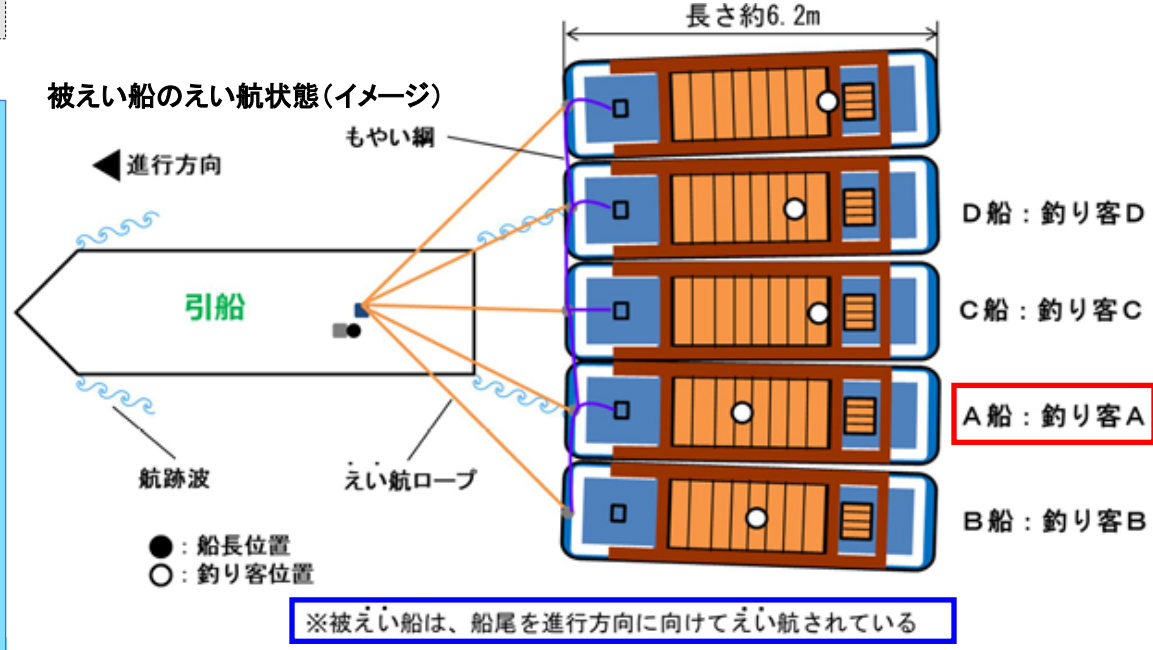 長さ約6.2m
被えい船のえい航状態(イメージ)
もやい綱
◀進行方向
D船:釣り客D
引船
C船:釣り客C
A船:釣り客A
航跡波
えい航ロープ
B船:釣り客B
●:船長位置
○:釣り客位置
※被えい船は、船尾を進行方向に向けてえい航されている